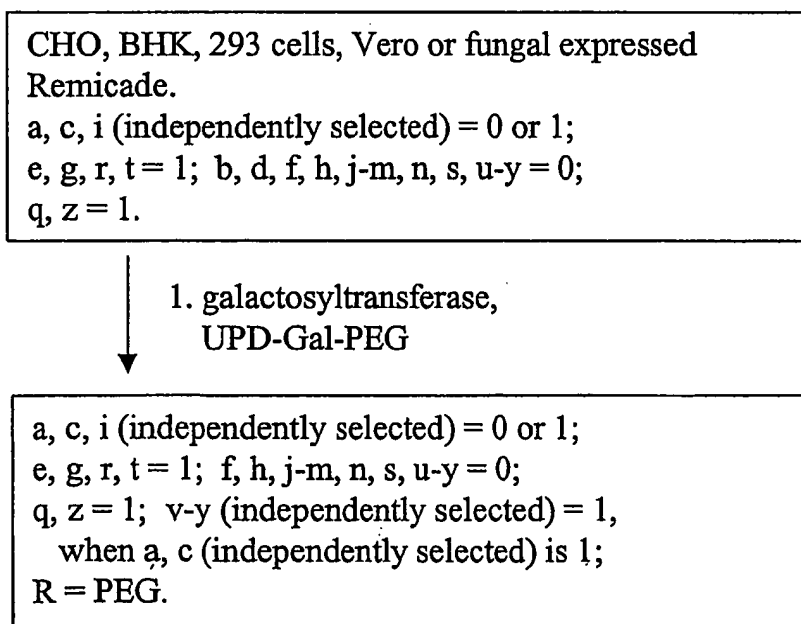 CHO, BHK, 293 cells, Vero or fungal expressed
Remicade.
a, c, i (independently selected) = 0 or 1;
e, g, r, t = 1; b, d, f, h, j-m, n, s, u-y = 0;
q, z = 1.
1. galactosyltransferase,
UPD-Gal-PEG
a, c, i (independently selected) = 0 or 1;
e, g, r, t = 1; f, h, j-m, n, s, u-y = 0;
q, z = 1; v-y (independently selected) = 1,
when a, c (independently selected) is 1;
R = PEG.